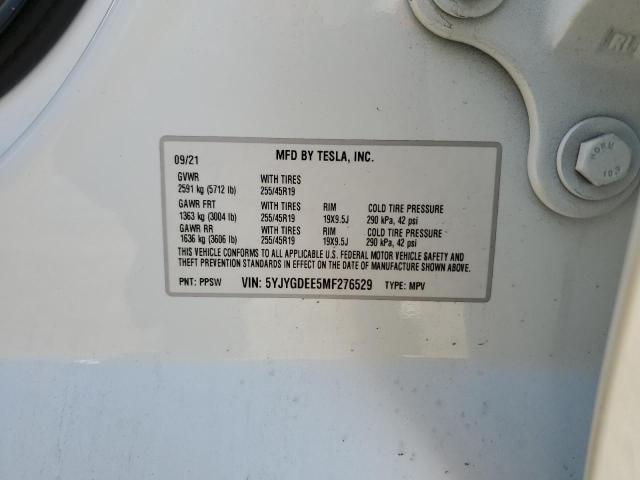 09/21 MFD BY TESLA, INC.
GVWR WITH TIRES
2591 kg (5712 lb) 255/45R19
GAWR FRT WITH TIRES RIM COLD TIRE PRESSURE
1363 kg (3004 lb) 255/45R19 19X9.5J 290 kPa, 42 psi
GAWR RR WITH TIRES RIM COLD TIRE PRESSURE
1636 kg (3606 lb) 255/45R19 19X9.5J 290 kPa, 42 psi
THIS VEHICLE CONFORMS TO ALL APPLICABLE U.S. FEDERAL MOTOR VEHICLE SAFETY AND
THEFT PREVENTION STANDARDS IN EFFECT ON THE DATE OF MANUFACTURE SHOWN ABOVE.
PNT: PPSW VIN: 5YJYGDEE5MF276529 TYPE: MPV